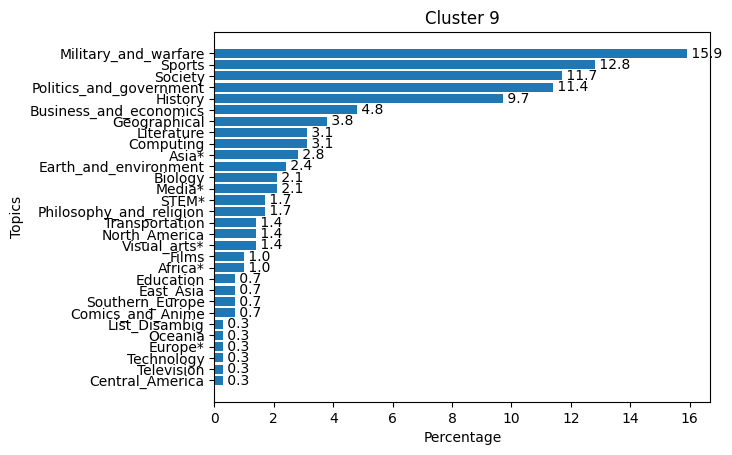 Cluster 9
Topics
Military_and_warfare 15.9
Sports 12.8
Society 11.7
Politics_and_government 11.4
History 9.7
Business_and_economics 4.8
Geographical 3.8
Literature 3.1
Computing 3.1
Asia* 2.8
Earth_and_environment 2.4
Biology 2.1
Media* 2.1
STEM* 1.7
Philosophy_and_religion 1.7
Transportation 1.4
North_America 1.4
Visual_arts* 1.4
Films 1.0
Africa* 1.0
Education 0.7
East_Asia 0.7
Southern_Europe 0.7
Comics_and_Anime 0.7
List_Disambig 0.3
Oceania 0.3
Europe* 0.3
Technology 0.3
Television 0.3
Central_America 0.3
0 2 4 6 8 10 12 14 16
Percentage